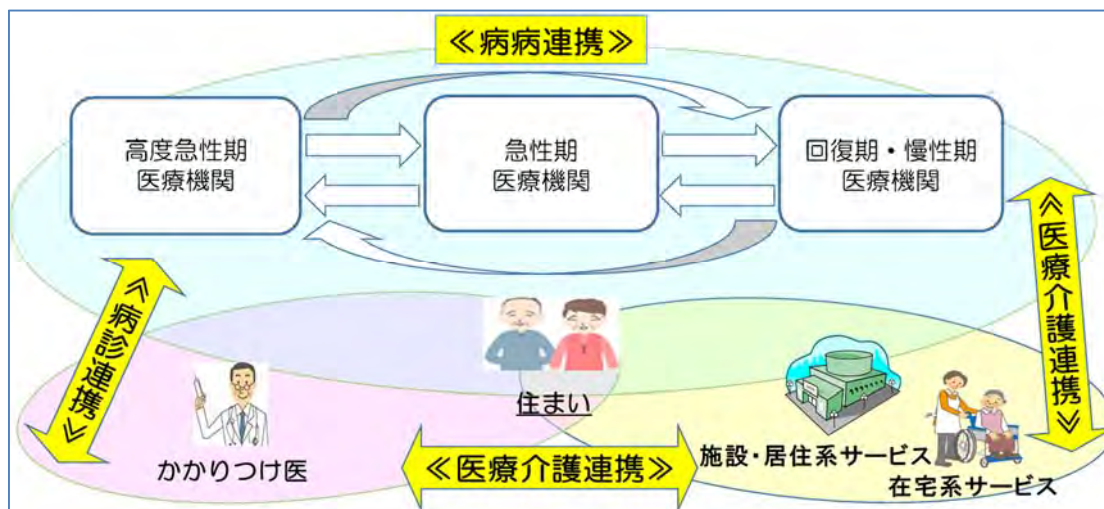 ≪病病連携≫
高度急性期
医療機関
急性期
医療機関
回復期・慢性期
医療機関
≪病診連携≫
≪医療介護連携≫
住まい
かかりつけ医
≪医療介護連携≫
施設・居住系サービス
在宅系サービス